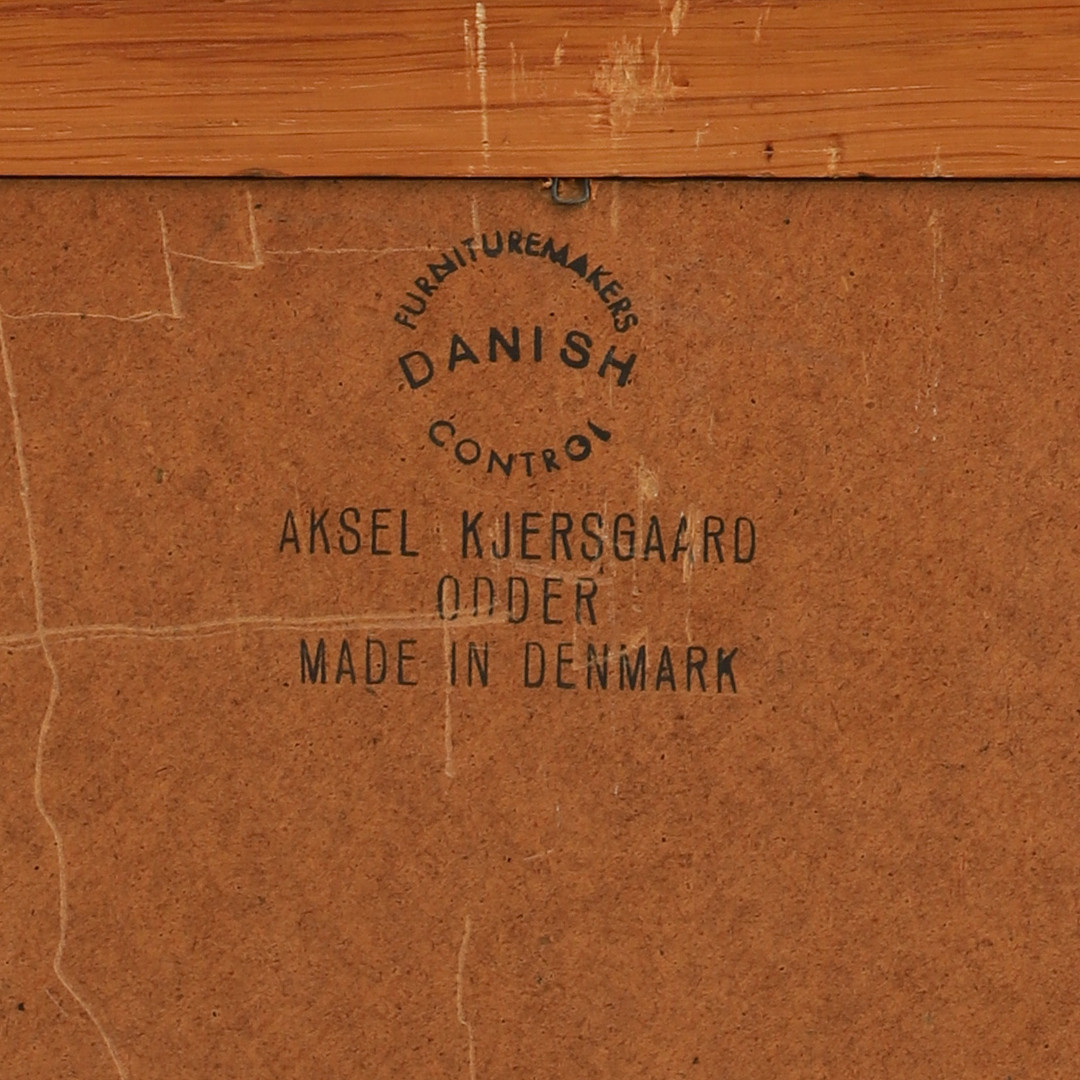 FURNITUREMAKERS
DANISH
CONTROL
AKSEL KJERSGAARD
ODDER
MADE IN DENMARK